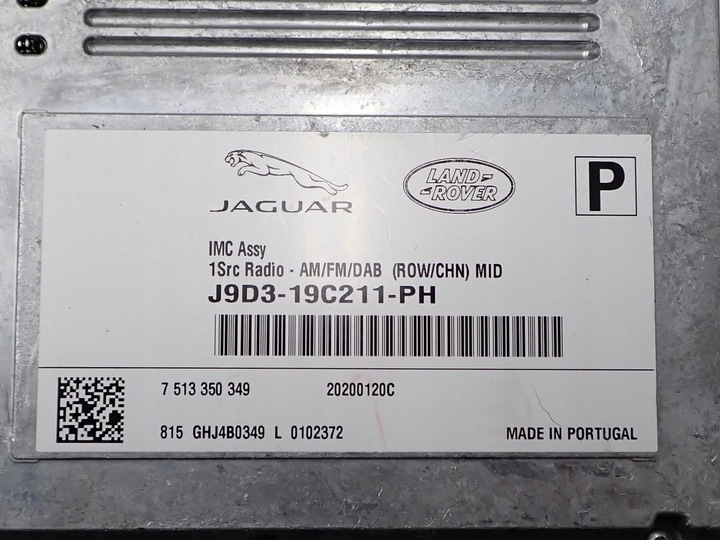 JAGUAR
LAND-
-ROVER
P
IMC Assy
1Src Radio - AM/FM/DAB (ROW/CHN) MID
J9D3-19C211-PH
7 513 350 349 20200120C
815 GHJ4B0349 L 0102372 MADE IN PORTUGAL